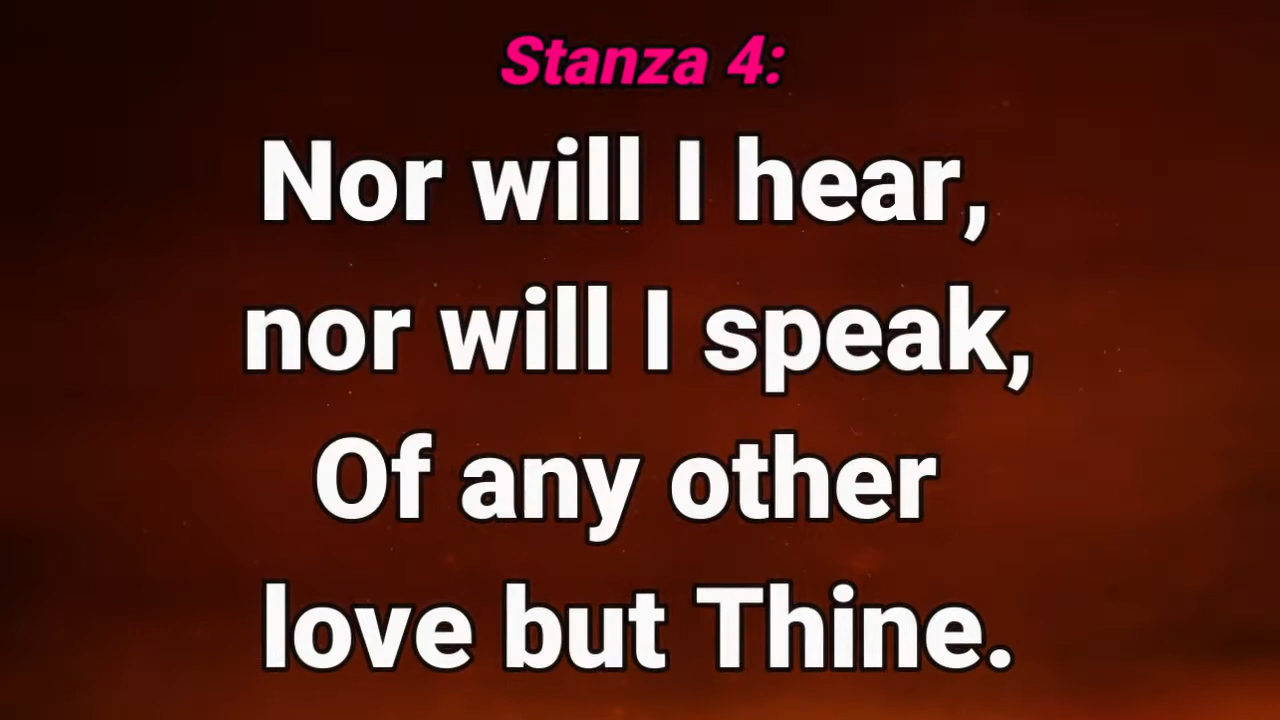 Stanza 4:
Nor will I hear,
nor will I speak,
Of any other
love but Thine.